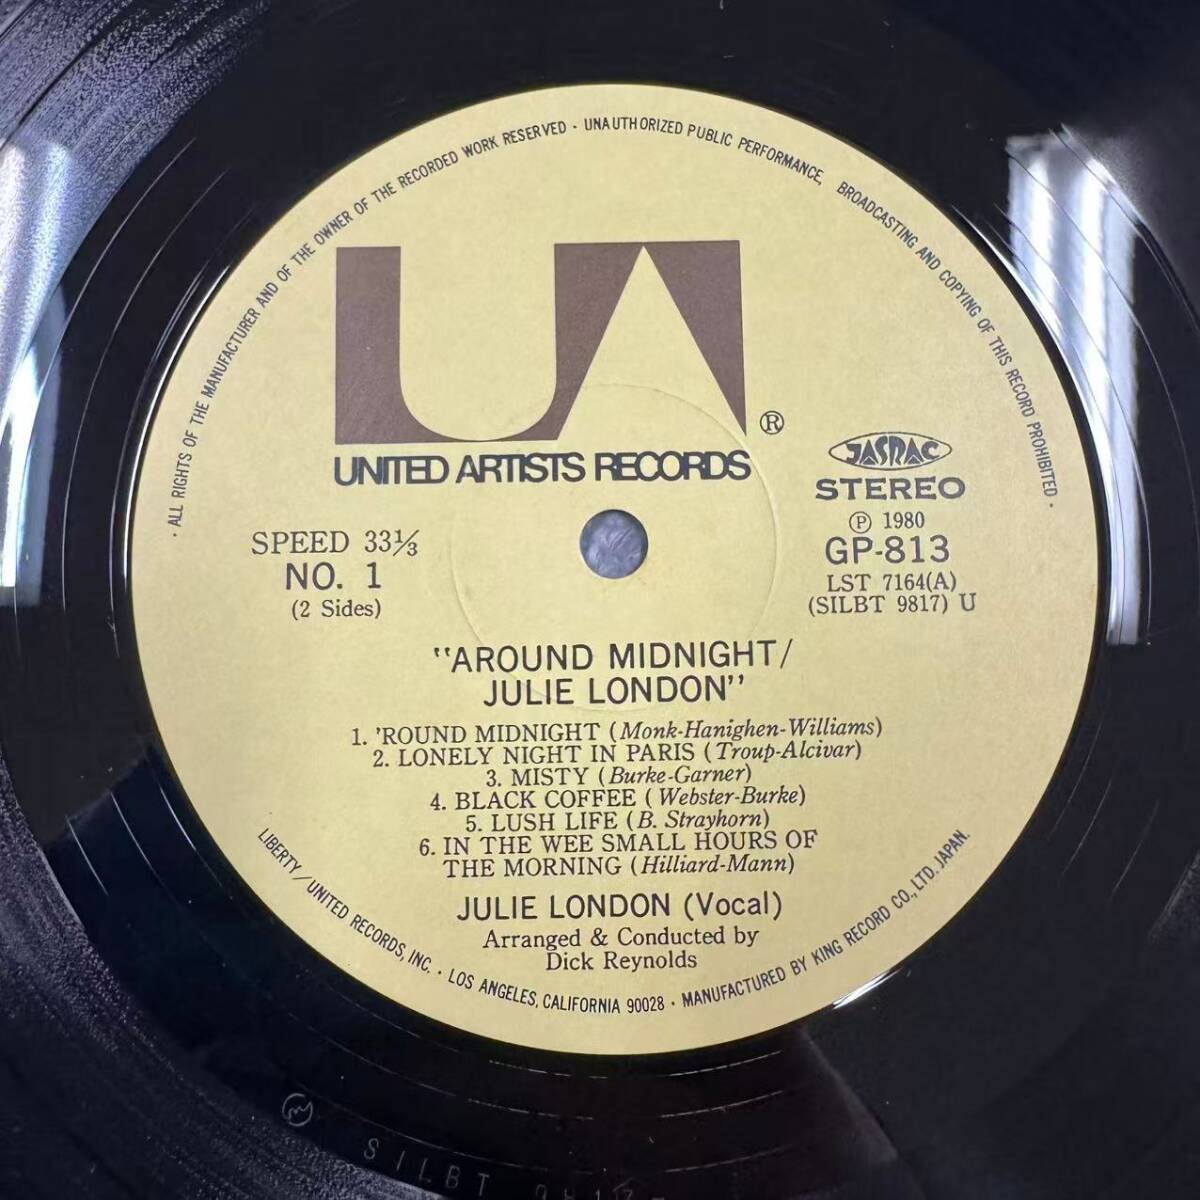 · ALL RIGHTS OF THE MANUFACTURER AND OF THE OWNER OF THE RECORDED WORK RESERVED · UNAUTHORIZED PUBLIC PERFORMANCE, BROADCASTING AND COPYING OF THIS RECORD PROHIBITED ·
UA
®
UNITED ARTISTS RECORDS
JASRAC
STEREO
SPEED 33⅓
NO. 1
(2 Sides)
Ⓟ 1980
GP-813
LST 7164(A)
(SILBT 9817) U
"AROUND MIDNIGHT/
JULIE LONDON"
1. 'ROUND MIDNIGHT (Monk-Hanighen-Williams)
2. LONELY NIGHT IN PARIS (Troup-Alcivar)
3. MISTY (Burke-Garner)
4. BLACK COFFEE (Webster-Burke)
5. LUSH LIFE (B. Strayhorn)
6. IN THE WEE SMALL HOURS OF
THE MORNING (Hilliard-Mann)
JULIE LONDON (Vocal)
Arranged & Conducted by
Dick Reynolds
LIBERTY/UNITED RECORDS, INC. · LOS ANGELES, CALIFORNIA 90028 · MANUFACTURED BY KING RECORD CO., LTD. JAPAN.
SILBT